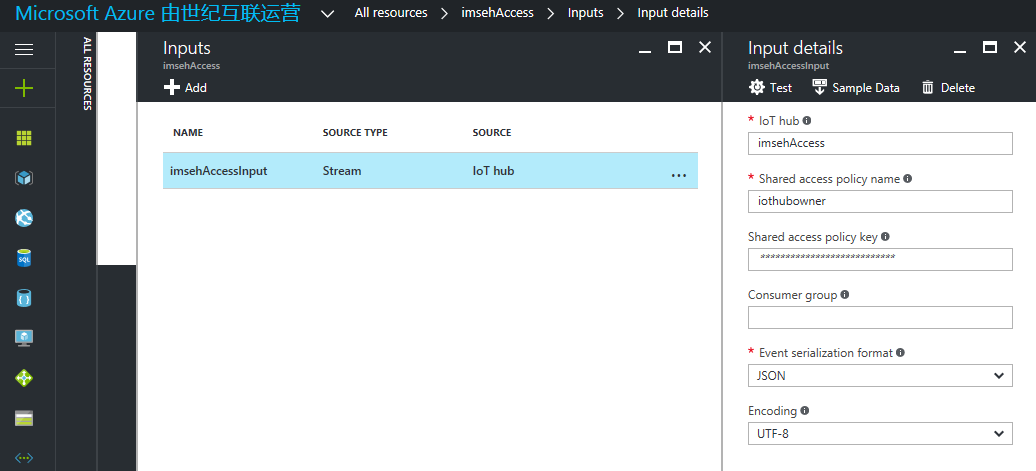 Microsoft Azure 由世纪互联运营
All resources
imsehAccess
Inputs
Input details
ALL RESOURCES
SQL
Inputs
imsehAccess
Add
NAME
SOURCE TYPE
SOURCE
imsehAccessInput
Stream
IoT hub
...
Input details
imsehAccessInput
Test
Sample Data
Delete
* IoT hub
imsehAccess
* Shared access policy name
iothubowner
Shared access policy key
****************************
Consumer group
* Event serialization format
JSON
Encoding
UTF-8